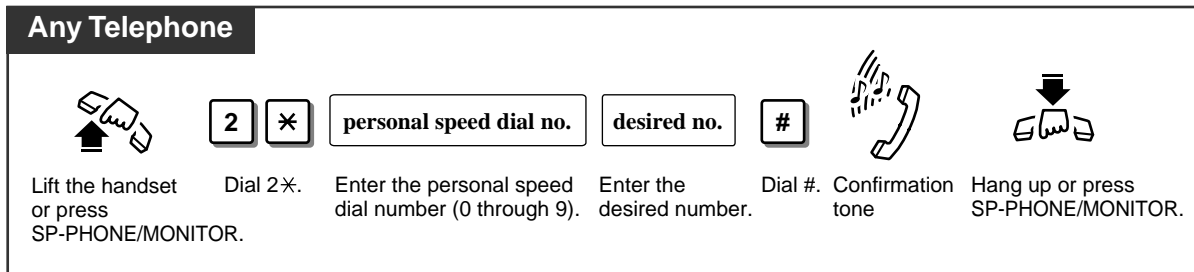 Any Telephone
2 ✳ personal speed dial no. desired no. #
Lift the handset
or press
SP-PHONE/MONITOR.
Dial 2✳.
Enter the personal speed
dial number (0 through 9).
Enter the
desired number.
Dial #.
Confirmation
tone
Hang up or press
SP-PHONE/MONITOR.